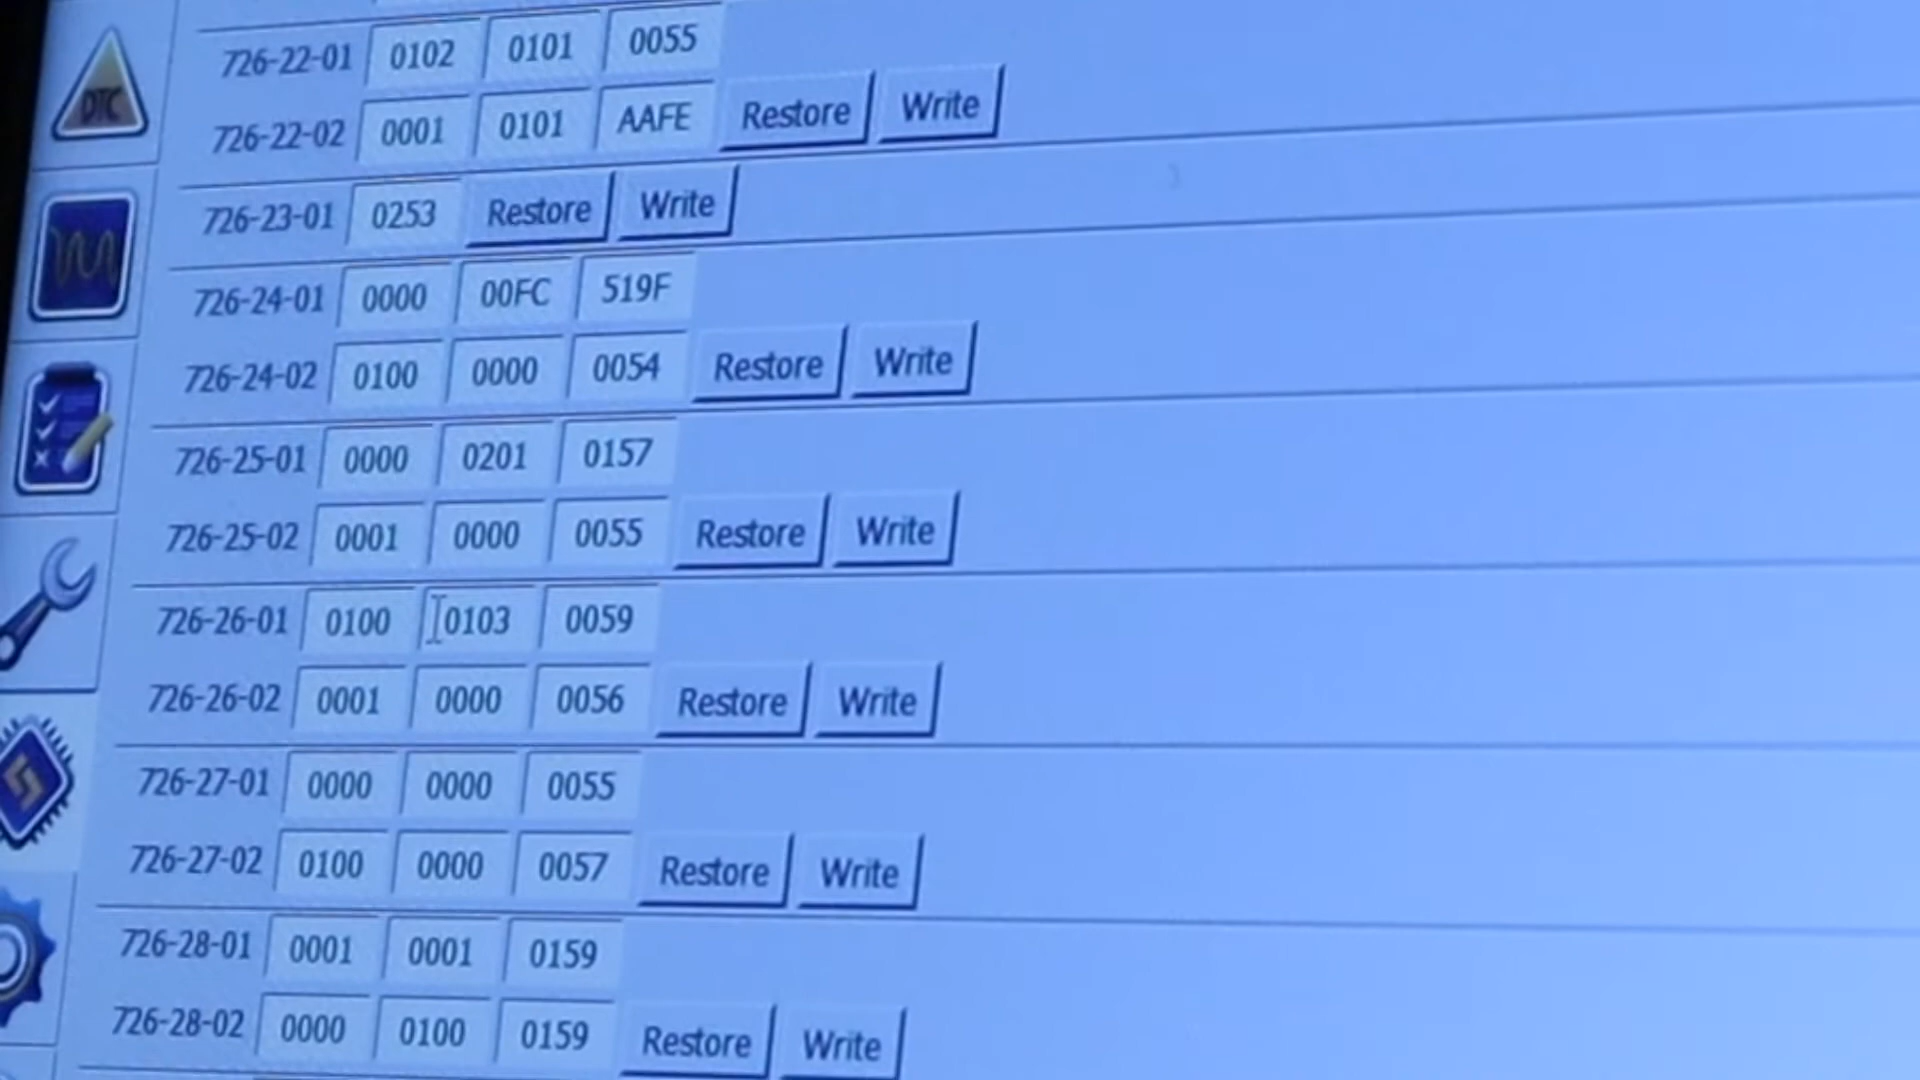 DTC
726-22-01 0102 0101 0055
726-22-02 0001 0101 AAFE Restore Write
726-23-01 0253 Restore Write
726-24-01 0000 00FC 519F
726-24-02 0100 0000 0054 Restore Write
726-25-01 0000 0201 0157
726-25-02 0001 0000 0055 Restore Write
726-26-01 0100 0103 0059
726-26-02 0001 0000 0056 Restore Write
726-27-01 0000 0000 0055
726-27-02 0100 0000 0057 Restore Write
726-28-01 0001 0001 0159
726-28-02 0000 0100 0159 Restore Write